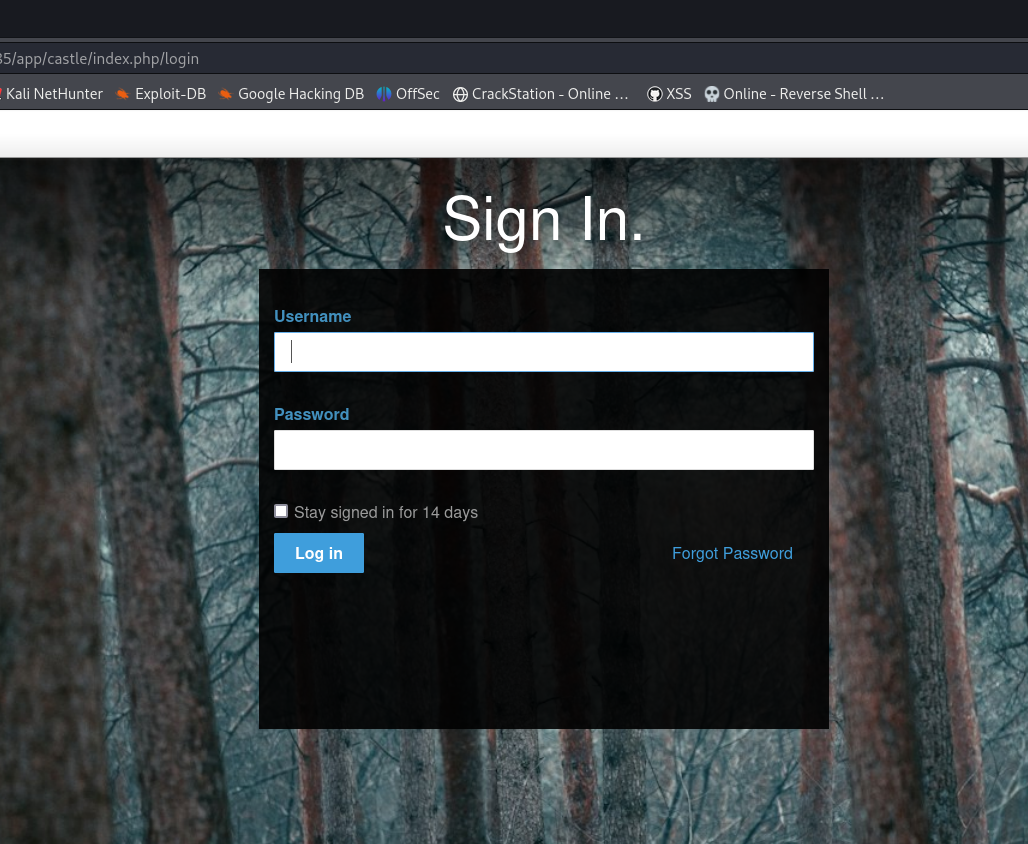 35/app/castle/index.php/login
Kali NetHunter Exploit-DB Google Hacking DB OffSec CrackStation - Online … XSS Online - Reverse Shell …
Sign In.
Username
Password
Stay signed in for 14 days
Log in Forgot Password